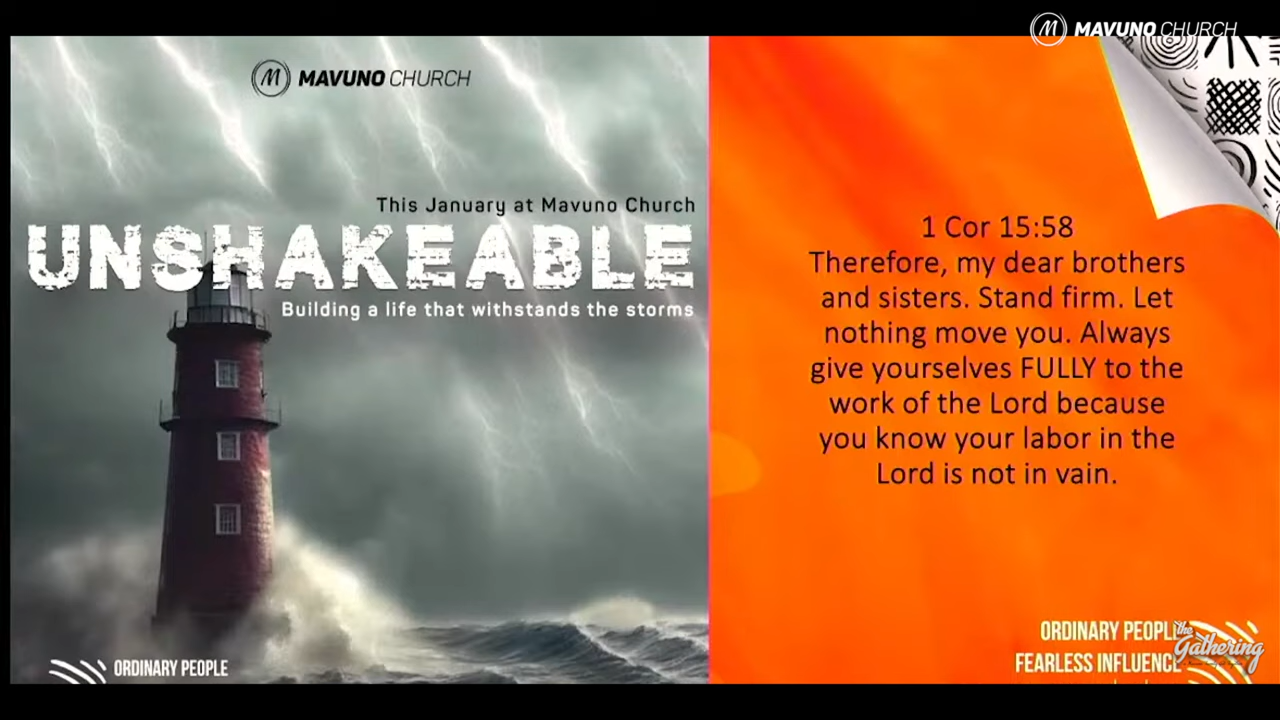 MAVUNO CHURCH
MAVUNO CHURCH
This January at Mavuno Church
UNSHAKEABLE
Building a life that withstands the storms
ORDINARY PEOPLE
1 Cor 15:58
Therefore, my dear brothers
and sisters. Stand firm. Let
nothing move you. Always
give yourselves FULLY to the
work of the Lord because
you know your labor in the
Lord is not in vain.
ORDINARY PEOPLE
FEARLESS INFLUENCE
the
Gathering